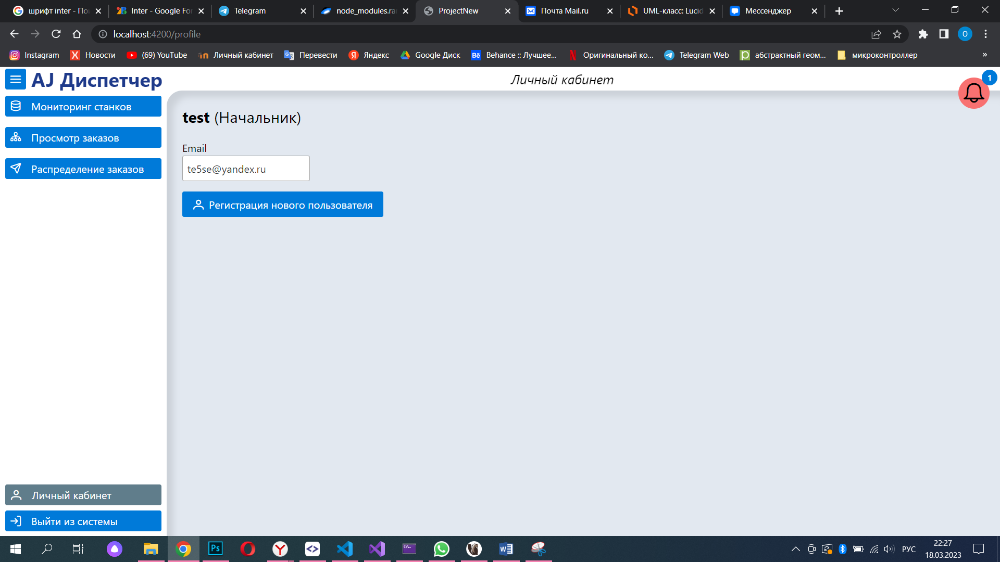 шрифт inter - По
Inter - Google Fo
Telegram
node_modules.ra
ProjectNew
Почта Mail.ru
UML-класс: Lucid
Мессенджер
localhost:4200/profile
O
Instagram
Новости
(69) YouTube
Личный кабинет
Перевести
Яндекс
Google Диск
Behance :: Лучшее...
Оригинальный ко...
Telegram Web
абстрактный геом...
микроконтроллер
»
AJ Диспетчер
Личный кабинет
1
Мониторинг станков
Просмотр заказов
Распределение заказов
test (Начальник)
Email
te5se@yandex.ru
Регистрация нового пользователя
Личный кабинет
Выйти из системы
РУС
22:27
18.03.2023